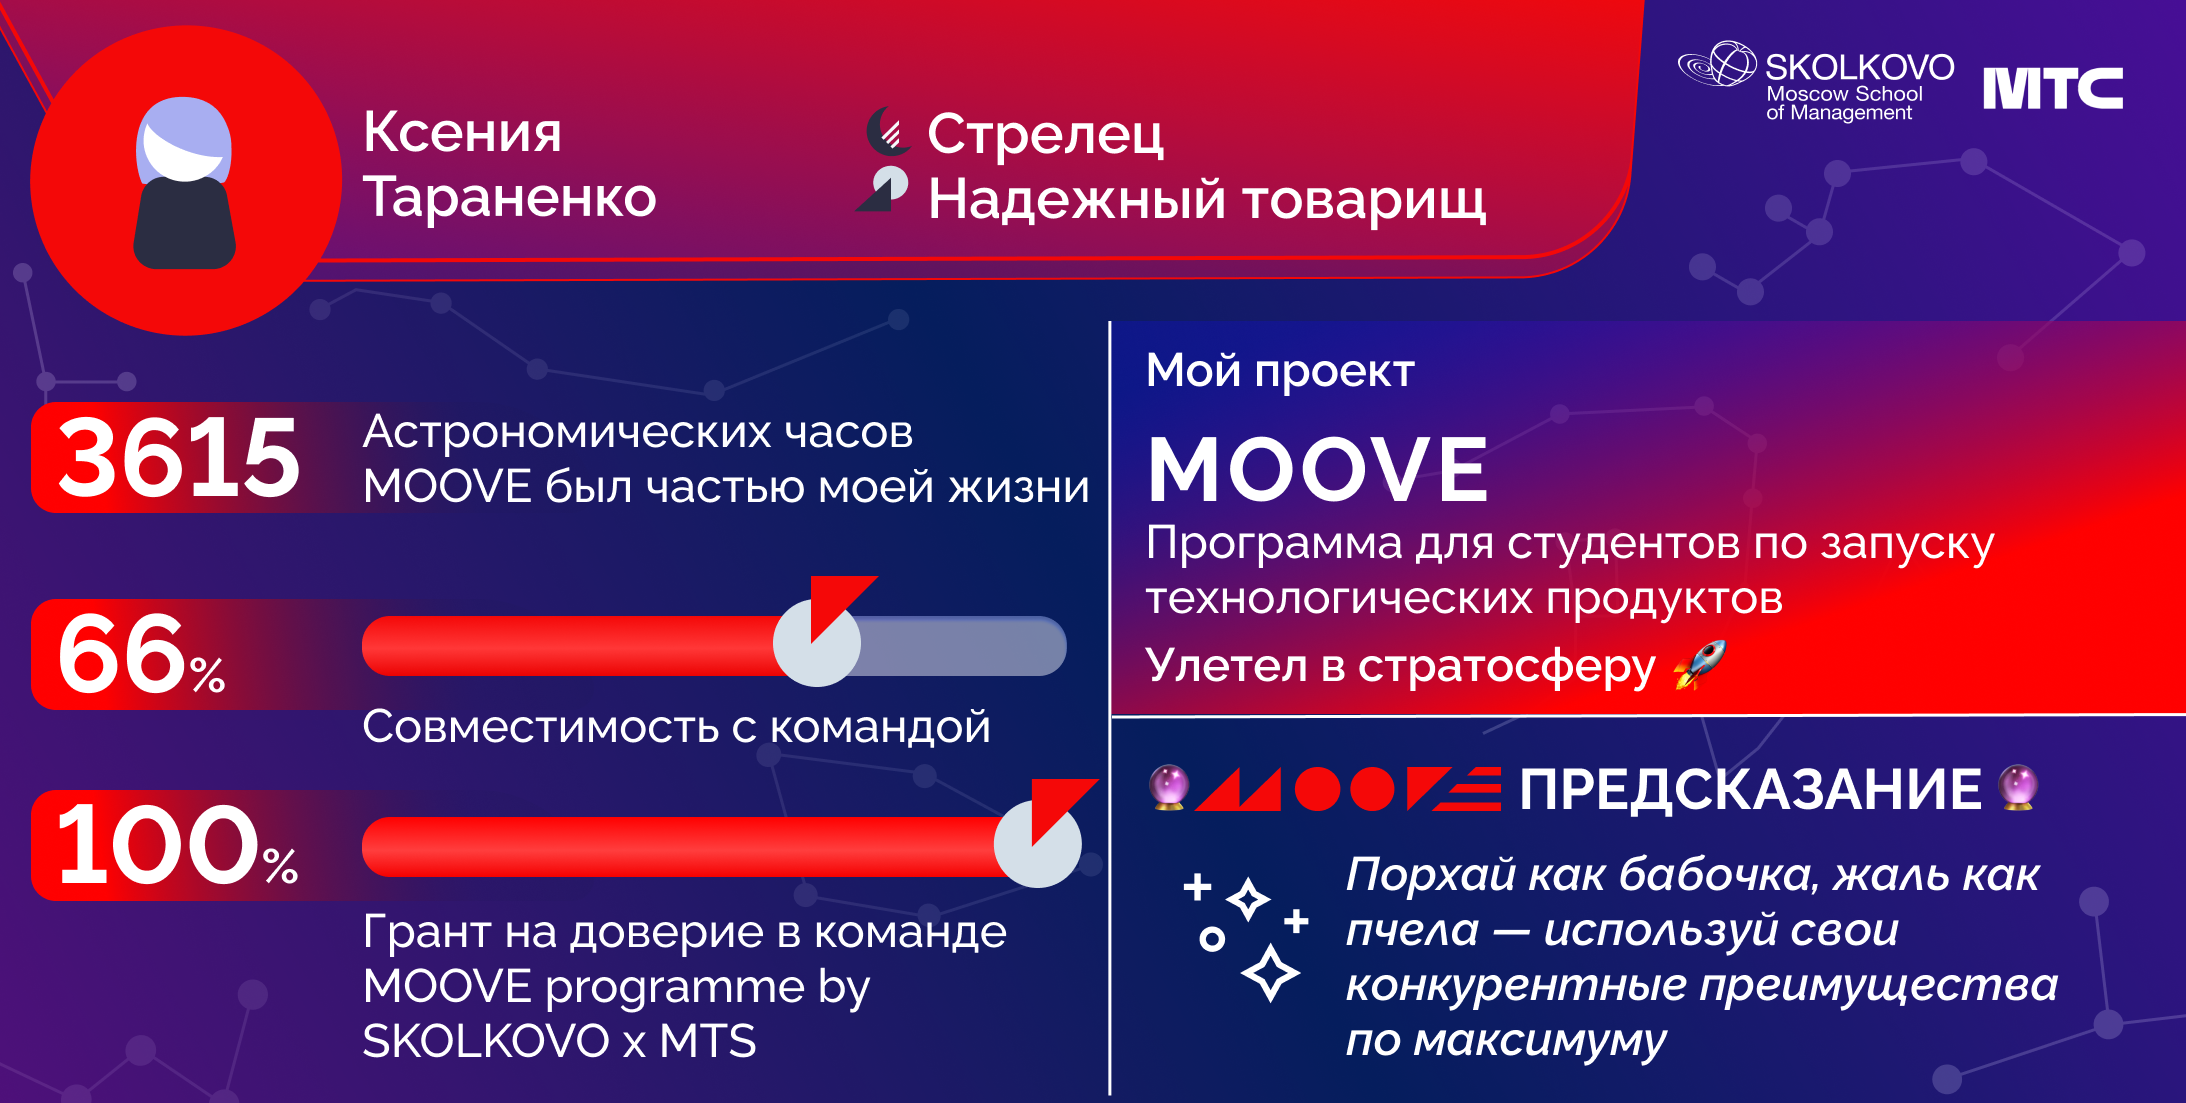 Ксения
Тараненко
Стрелец
Надежный товарищ
SKOLKOVO
Moscow School
of Management
МТС
3615
Астрономических часов
MOOVE был частью моей жизни
66%
Совместимость с командой
100%
Грант на доверие в команде
MOOVE programme by
SKOLKOVO x MTS
Мой проект
MOOVE
Программа для студентов по запуску
технологических продуктов
Улетел в стратосферу 🚀
🔮 MOOVE ПРЕДСКАЗАНИЕ 🔮
Порхай как бабочка, жаль как
пчела — используй свои
конкурентные преимущества
по максимуму